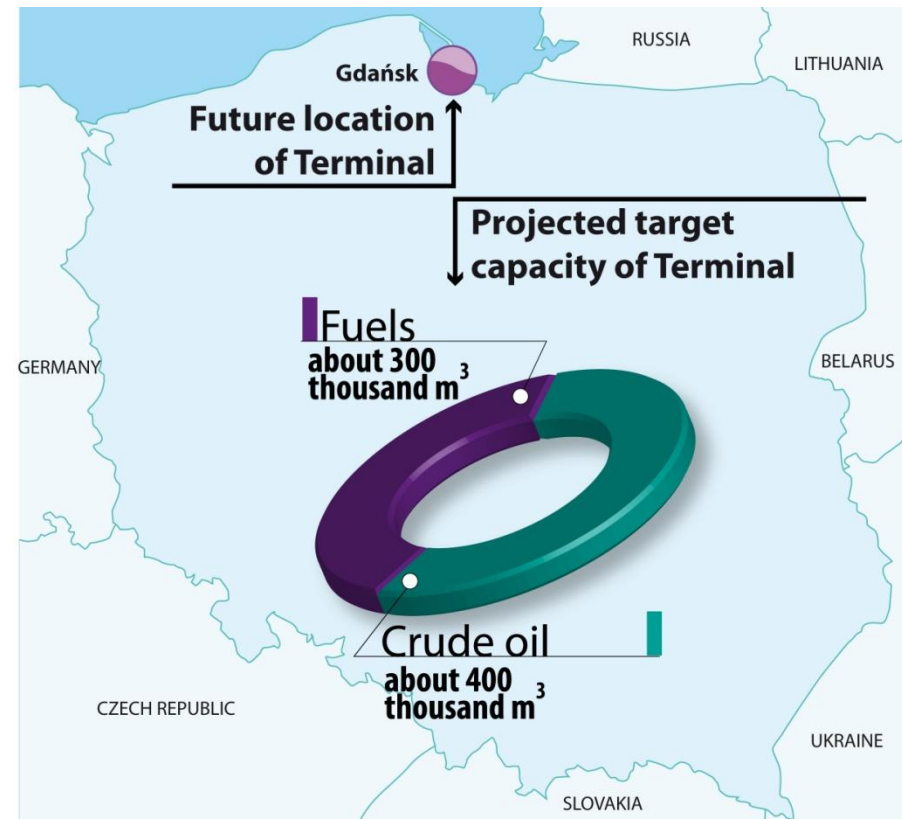 RUSSIA
LITHUANIA
Gdańsk
Future location
of Terminal
Projected target
capacity of Terminal
Fuels
about 300
thousand m³
GERMANY
BELARUS
Crude oil
about 400
thousand m³
CZECH REPUBLIC
UKRAINE
SLOVAKIA